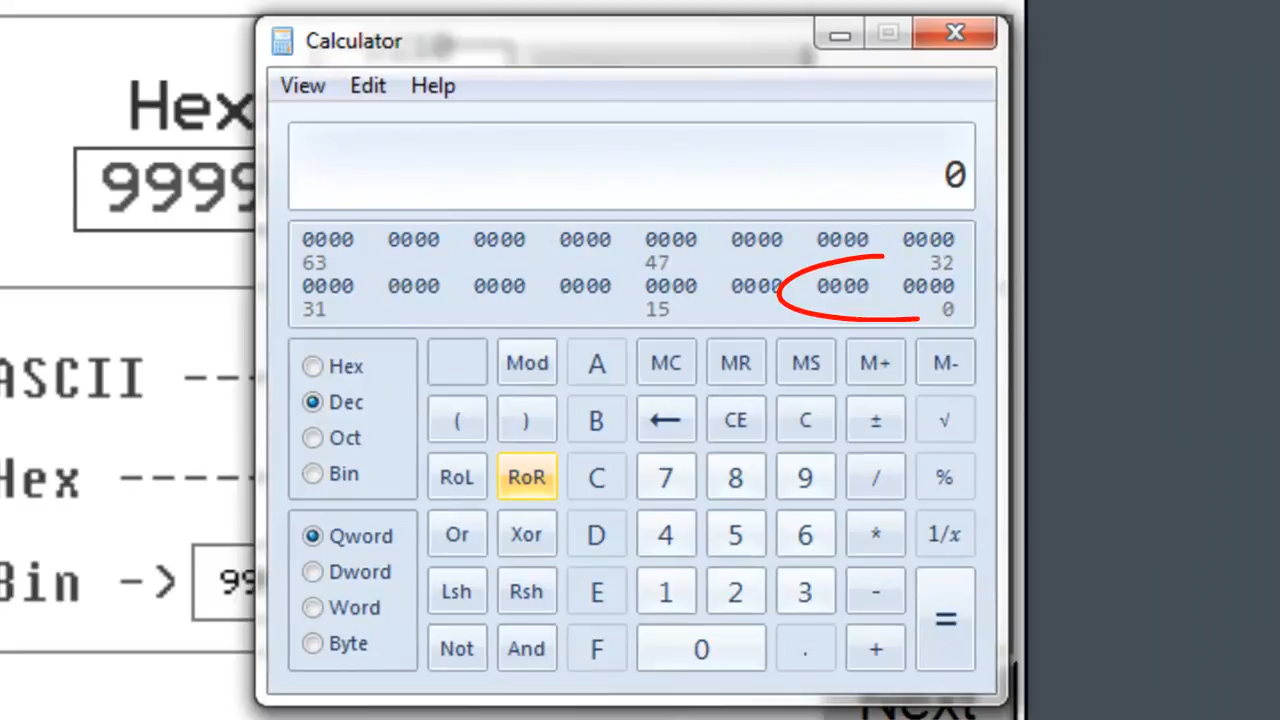 Calculator
View Edit Help
Hex
9999
0
0000 0000 0000 0000 0000 0000 0000 0000
63 47 32
0000 0000 0000 0000 0000 0000 0000 0000
31 15 0
Hex Mod A MC MR MS M+ M-
ASCII ---
Dec ( ) B ← CE C ± √
Oct
Bin RoL RoR C 7 8 9 / %
Hex -----
Qword Or Xor D 4 5 6 * 1/x
Dword
Bin -> 99
Word Lsh Rsh E 1 2 3 - =
Byte Not And F 0 . +
Next